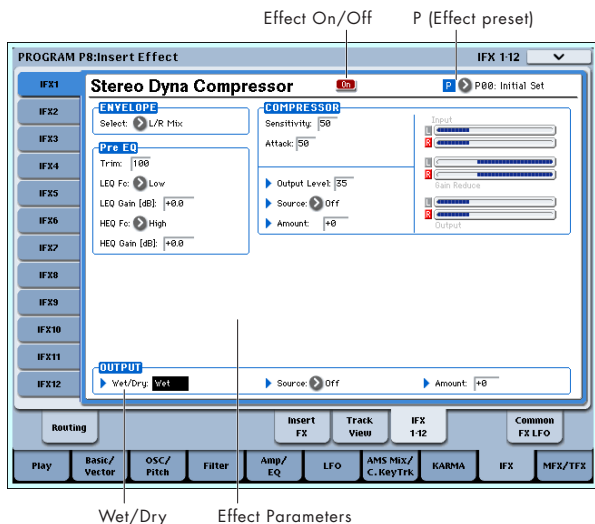 Effect On/Off P (Effect preset)
PROGRAM P8:Insert Effect IFX 1-12
IFX1
IFX2
IFX3
IFX4
IFX5
IFX6
IFX7
IFX8
IFX9
IFX10
IFX11
IFX12
Stereo Dyna Compressor On P P00: Initial Set
ENVELOPE
Select: L/R Mix
Pre EQ
Trim: 100
LEQ Fc: Low
LEQ Gain [dB]: +0.0
HEQ Fc: High
HEQ Gain [dB]: +0.0
COMPRESSOR
Sensitivity: 50
Attack: 50
Output Level: 35
Source: Off
Amount: +0
Input
L
R
L
R
Gain Reduce
L
R
Output
OUTPUT
Wet/Dry: Wet Source: Off Amount: +0
Routing
Insert
FX
Track
View
IFX
1-12
Common
FX LFO
Play
Basic/
Vector
OSC/
Pitch
Filter
Amp/
EQ
LFO
AMS Mix/
C.KeyTrk
KARMA
IFX
MFX/TFX
Wet/Dry Effect Parameters